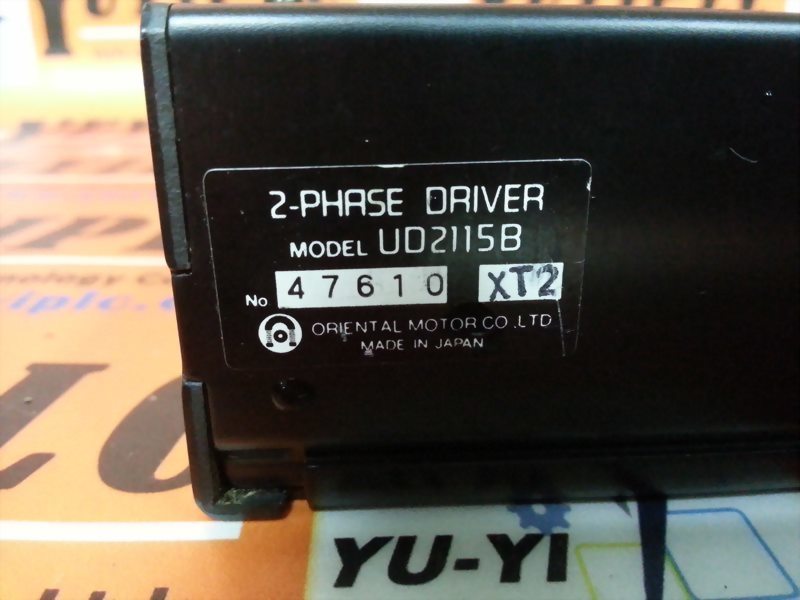 2-PHASE DRIVER
MODEL UD2115B
No 47610 XT2
ORIENTAL MOTOR CO.,LTD
MADE IN JAPAN
YU-YI